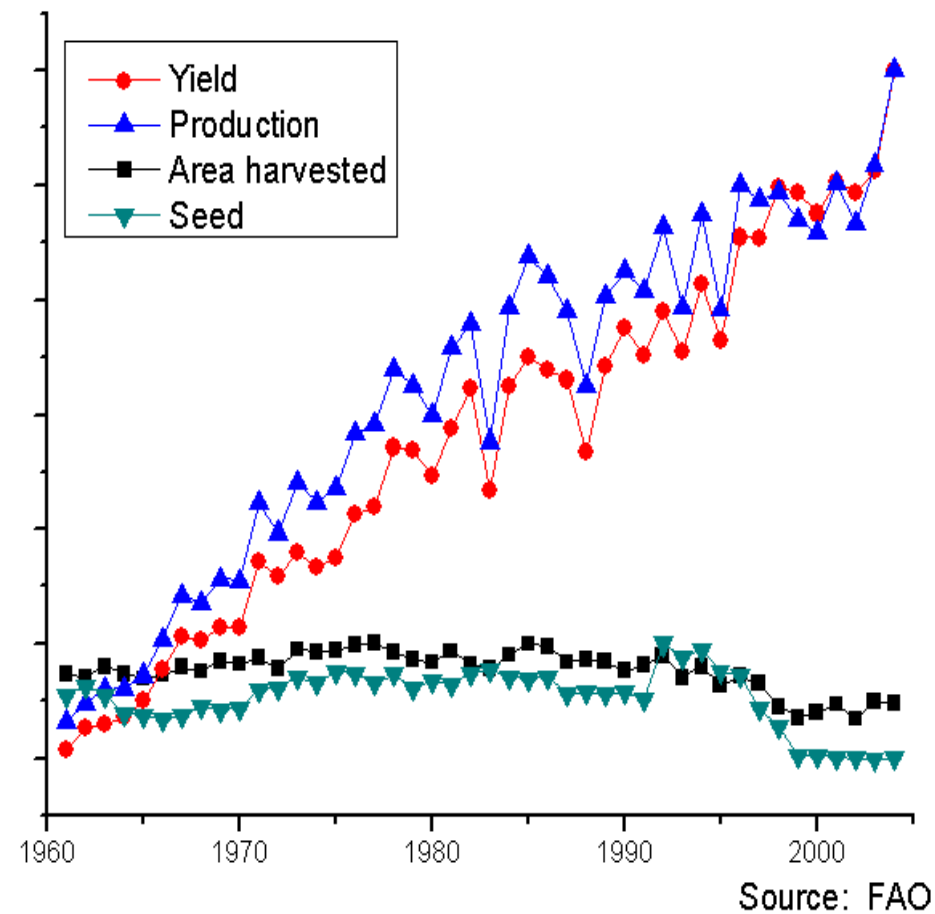 Yield
Production
Area harvested
Seed
1960 1970 1980 1990 2000
Source: FAO